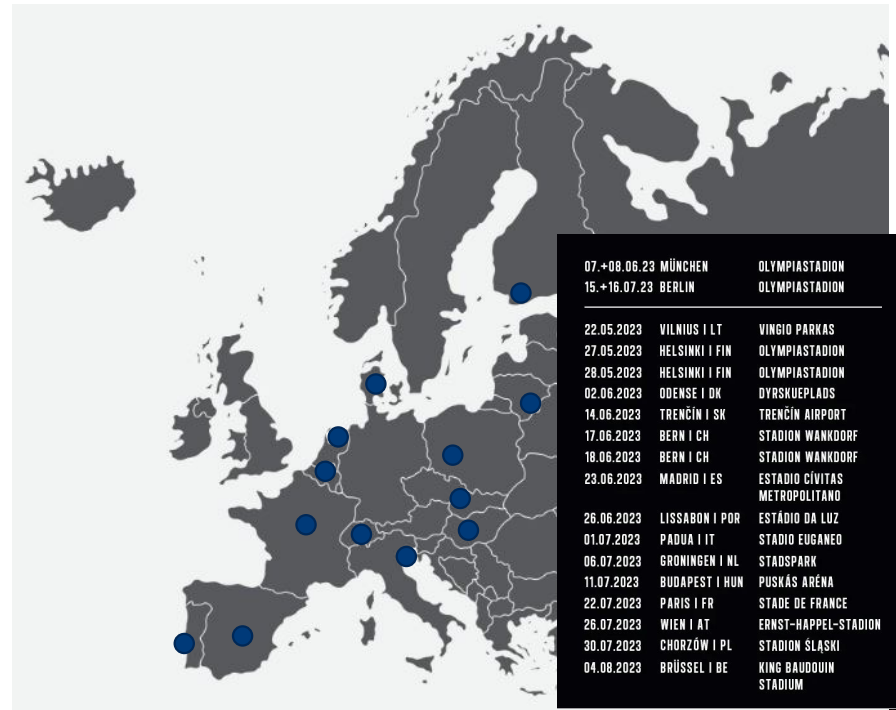 07.+08.06.23 MÜNCHEN OLYMPIASTADION
15.+16.07.23 BERLIN OLYMPIASTADION
22.05.2023 VILNIUS I LT VINGIO PARKAS
27.05.2023 HELSINKI I FIN OLYMPIASTADION
28.05.2023 HELSINKI I FIN OLYMPIASTADION
02.06.2023 ODENSE I DK DYRSKUEPLADS
14.06.2023 TRENČÍN I SK TRENČÍN AIRPORT
17.06.2023 BERN I CH STADION WANKDORF
18.06.2023 BERN I CH STADION WANKDORF
23.06.2023 MADRID I ES ESTADIO CÍVITAS
METROPOLITANO
26.06.2023 LISSABON I POR ESTÁDIO DA LUZ
01.07.2023 PADUA I IT STADIO EUGANEO
06.07.2023 GRONINGEN I NL STADSPARK
11.07.2023 BUDAPEST I HUN PUSKÁS ARÉNA
22.07.2023 PARIS I FR STADE DE FRANCE
26.07.2023 WIEN I AT ERNST-HAPPEL-STADION
30.07.2023 CHORZÓW I PL STADION ŚLĄSKI
04.08.2023 BRÜSSEL I BE KING BAUDOUIN
STADIUM